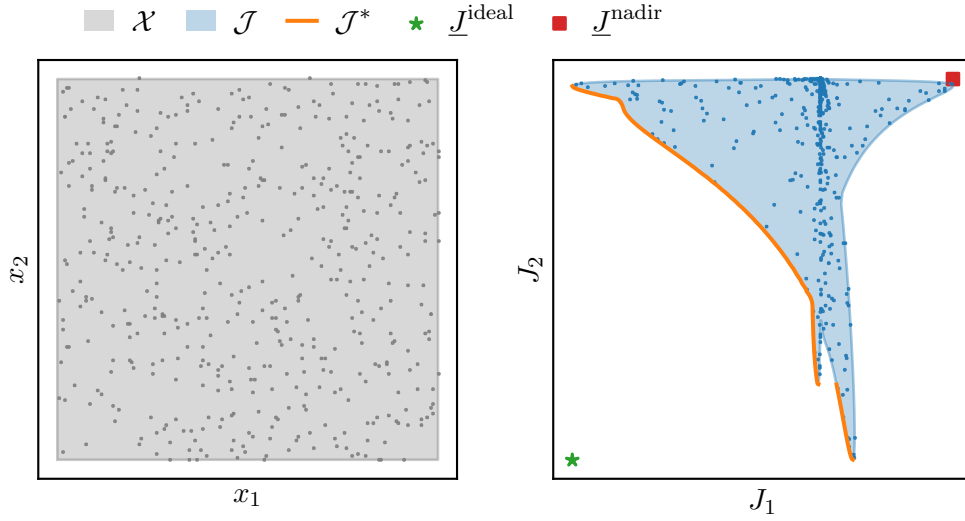 𝒳 𝒥 𝒥* J^ideal J^nadir
x₂
x₁
J₂
J₁